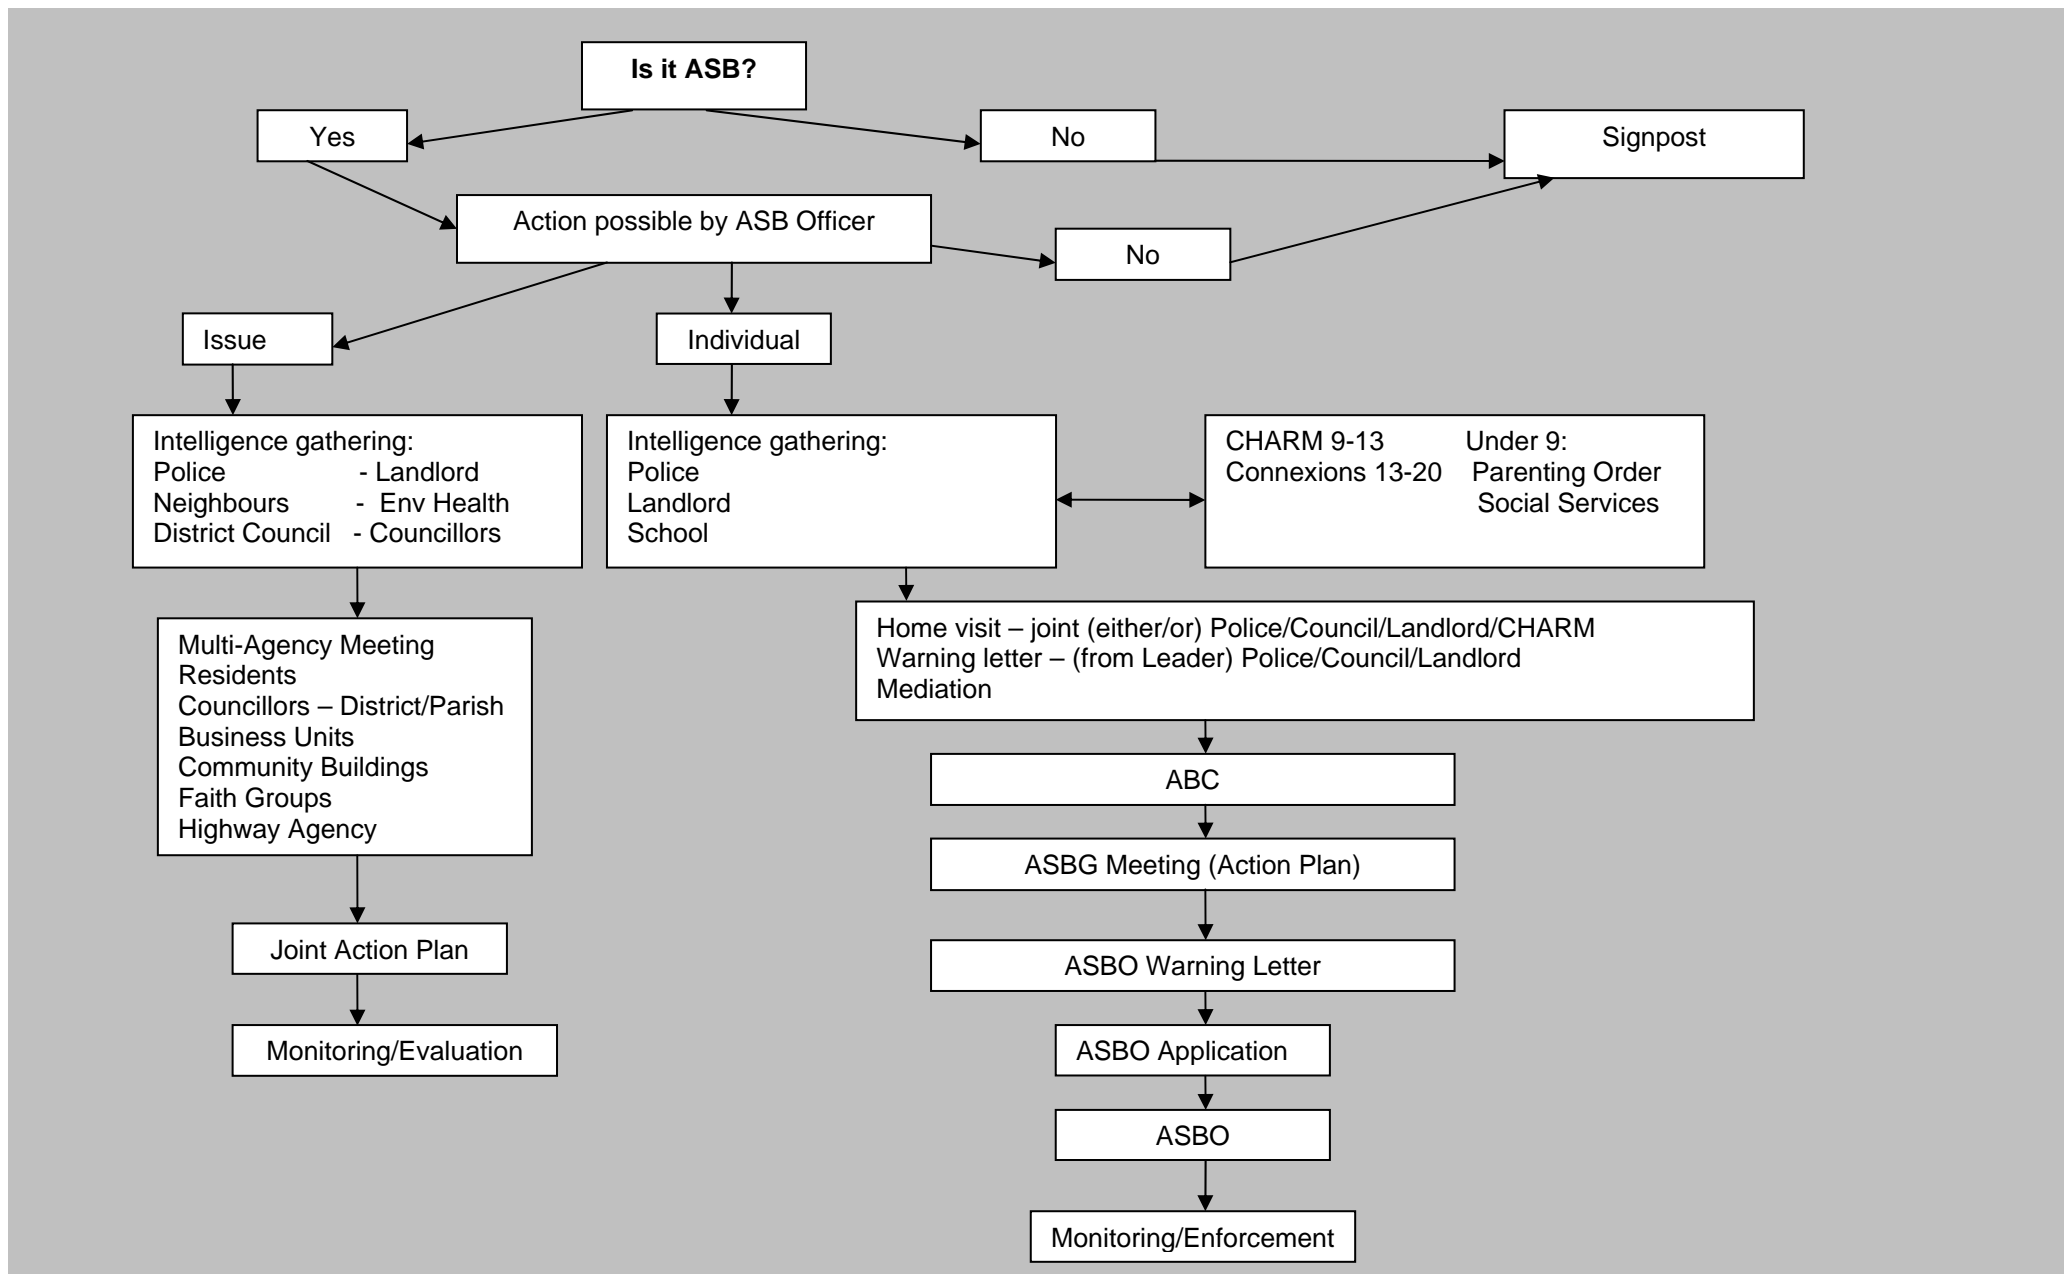 Is it ASB?
Yes
No
Signpost
Action possible by ASB Officer
No
Issue
Individual
Intelligence gathering:
Police - Landlord
Neighbours - Env Health
District Council - Councillors
Intelligence gathering:
Police
Landlord
School
CHARM 9-13 Under 9:
Connexions 13-20 Parenting Order
Social Services
Multi-Agency Meeting
Residents
Councillors – District/Parish
Business Units
Community Buildings
Faith Groups
Highway Agency
Home visit – joint (either/or) Police/Council/Landlord/CHARM
Warning letter – (from Leader) Police/Council/Landlord
Mediation
ABC
ASBG Meeting (Action Plan)
Joint Action Plan
ASBO Warning Letter
Monitoring/Evaluation
ASBO Application
ASBO
Monitoring/Enforcement